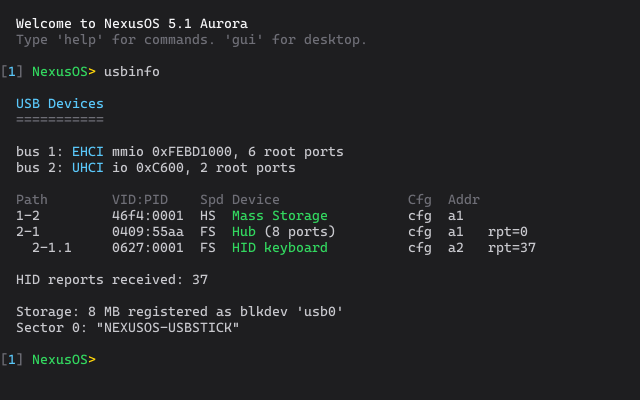 Welcome to NexusOS 5.1 Aurora
Type 'help' for commands. 'gui' for desktop.
[1] NexusOS> usbinfo
USB Devices
===========
bus 1: EHCI mmio 0xFEBD1000, 6 root ports
bus 2: UHCI io 0xC600, 2 root ports
Path        VID:PID    Spd Device                Cfg  Addr
1-2         46f4:0001  HS  Mass Storage          cfg  a1
2-1         0409:55aa  FS  Hub (8 ports)         cfg  a1   rpt=0
  2-1.1     0627:0001  FS  HID keyboard          cfg  a2   rpt=37
HID reports received: 37
Storage: 8 MB registered as blkdev 'usb0'
Sector 0: "NEXUSOS-USBSTICK"
[1] NexusOS>